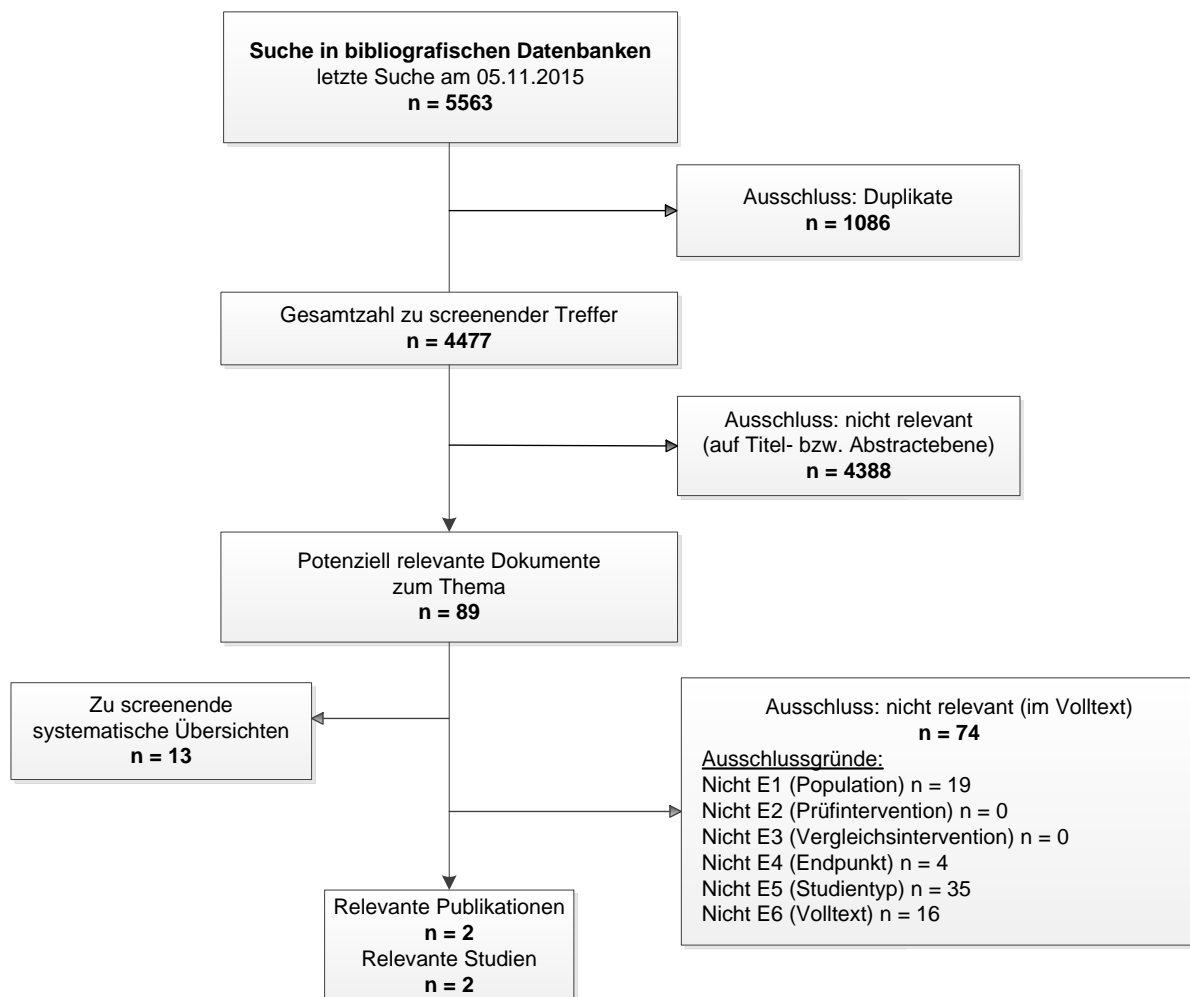 Suche in bibliografischen Datenbanken
letzte Suche am 05.11.2015
n = 5563
Ausschluss: Duplikate
n = 1086
Gesamtzahl zu screenender Treffer
n = 4477
Ausschluss: nicht relevant
(auf Titel- bzw. Abstractebene)
n = 4388
Potenziell relevante Dokumente
zum Thema
n = 89
Zu screenende
systematische Übersichten
n = 13
Ausschluss: nicht relevant (im Volltext)
n = 74
Ausschlussgründe:
Nicht E1 (Population) n = 19
Nicht E2 (Prüfintervention) n = 0
Nicht E3 (Vergleichsintervention) n = 0
Nicht E4 (Endpunkt) n = 4
Nicht E5 (Studientyp) n = 35
Nicht E6 (Volltext) n = 16
Relevante Publikationen
n = 2
Relevante Studien
n = 2